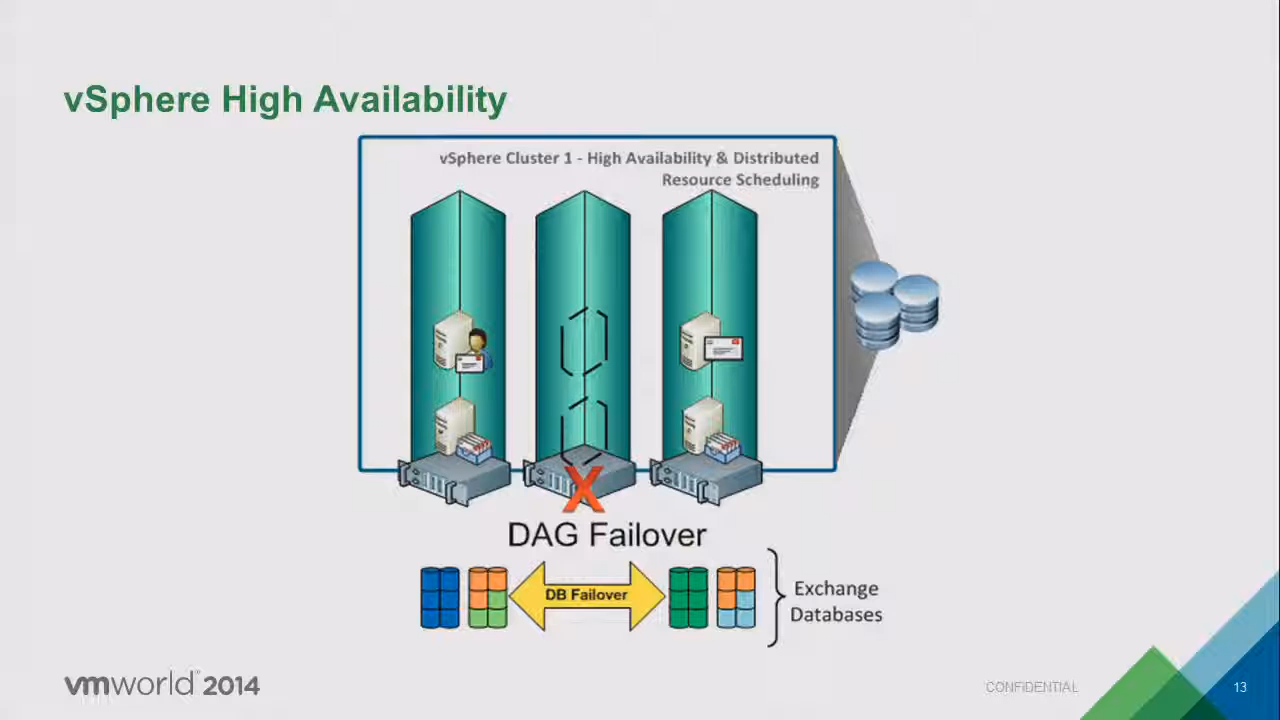 vSphere High Availability
vSphere Cluster 1 - High Availability & Distributed
Resource Scheduling
X
DAG Failover
DB Failover
Exchange
Databases
vmworld 2014
CONFIDENTIAL
13